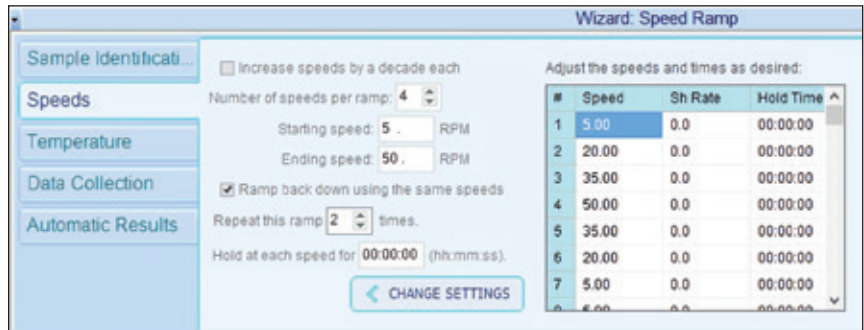 Wizard: Speed Ramp
Sample Identificati...
Speeds
Temperature
Data Collection
Automatic Results
Increase speeds by a decade each
Number of speeds per ramp: 4
Starting speed: 5 . RPM
Ending speed: 50 . RPM
Ramp back down using the same speeds
Repeat this ramp 2 times.
Hold at each speed for 00:00:00 (hh:mm:ss).
CHANGE SETTINGS
Adjust the speeds and times as desired:
# Speed Sh Rate Hold Time
1 5.00 0.0 00:00:00
2 20.00 0.0 00:00:00
3 35.00 0.0 00:00:00
4 50.00 0.0 00:00:00
5 35.00 0.0 00:00:00
6 20.00 0.0 00:00:00
7 5.00 0.0 00:00:00